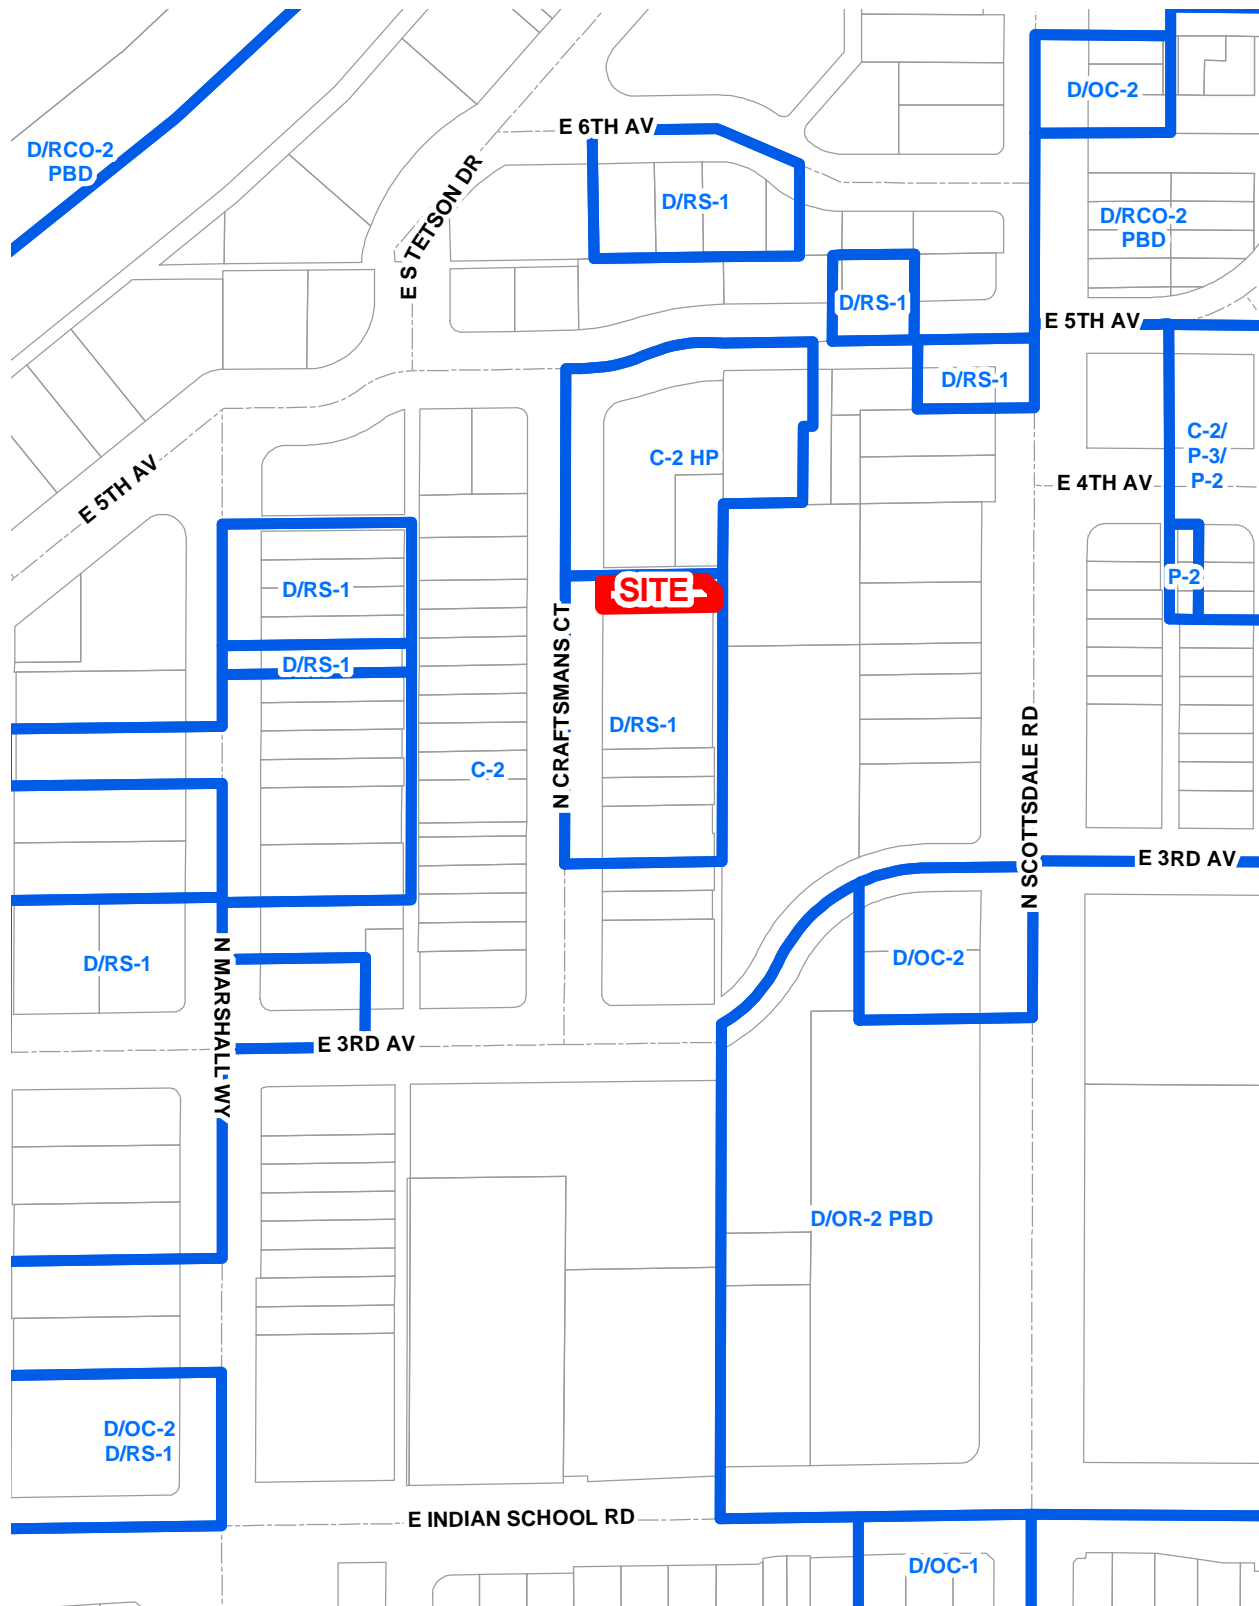 D/OC-2
E 6TH AV
D/RCO-2
PBD
D/RS-1
E STETSON DR
D/RCO-2
PBD
D/RS-1
E 5TH AV
D/RS-1
C-2/
P-3/
P-2
C-2 HP
E 5TH AV
E 4TH AV
P-2
D/RS-1
SITE
D/RS-1
N CRAFTSMANS CT
D/RS-1
C-2
N SCOTTSDALE RD
E 3RD AV
D/RS-1
N MARSHALL WY
D/OC-2
E 3RD AV
D/OR-2 PBD
D/OC-2
D/RS-1
E INDIAN SCHOOL RD
D/OC-1